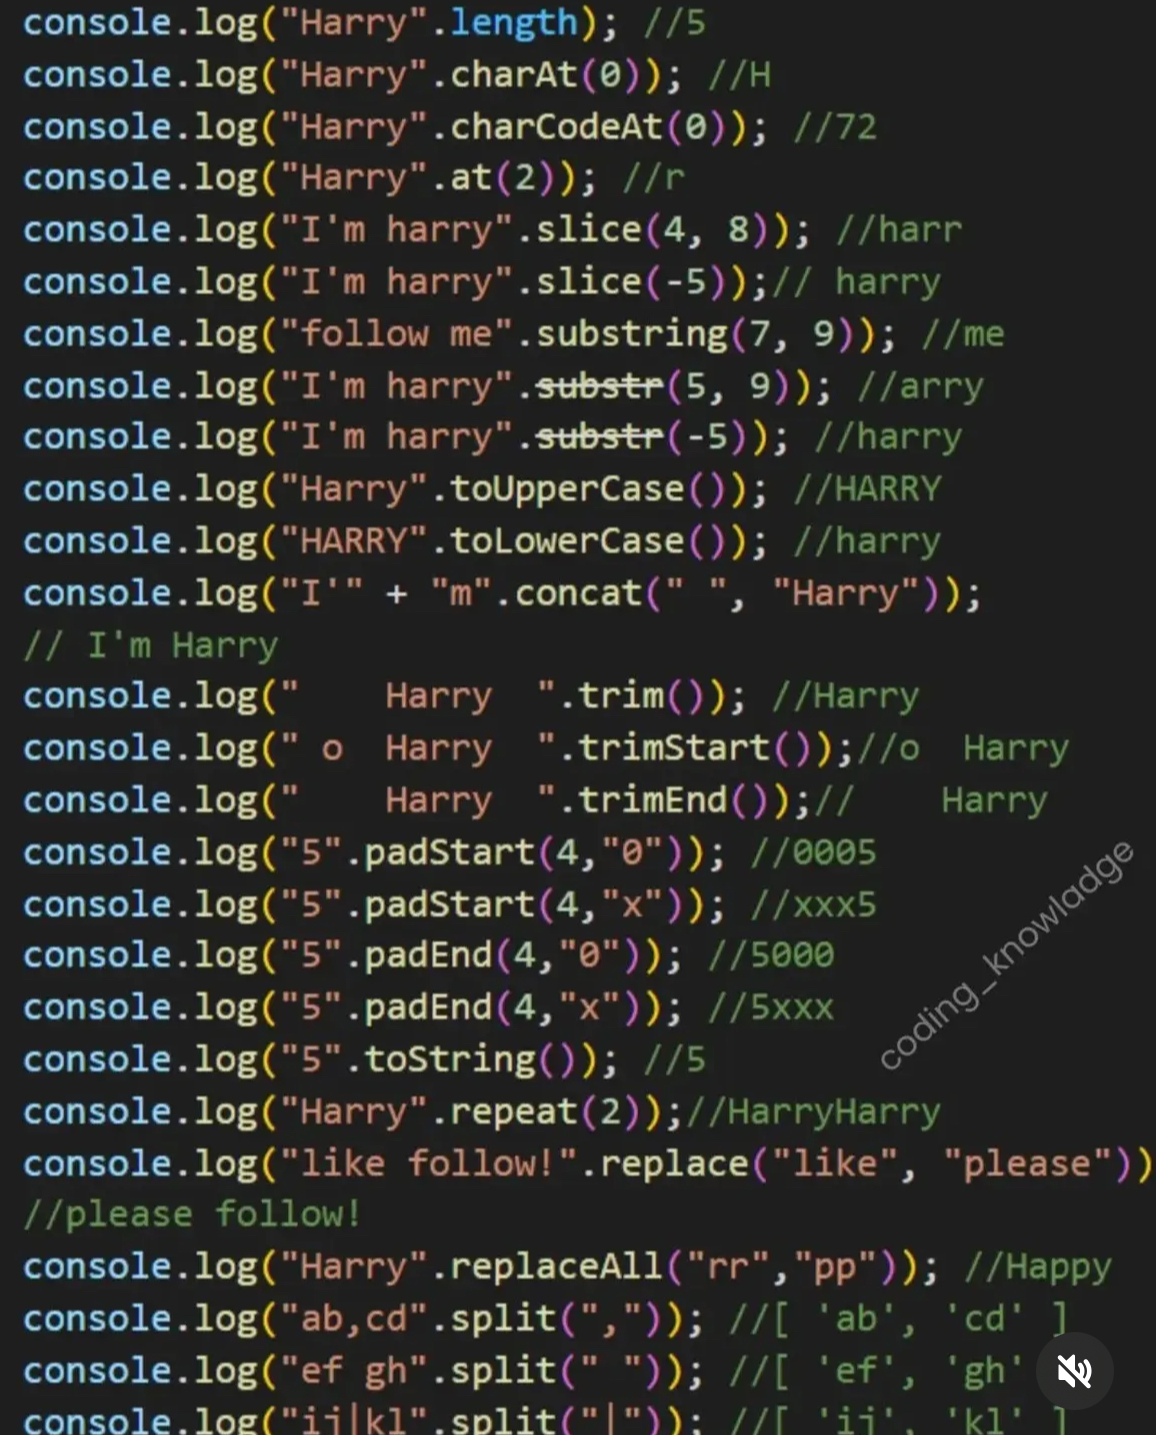 console.log("Harry".length); //5
console.log("Harry".charAt(0)); //H
console.log("Harry".charCodeAt(0)); //72
console.log("Harry".at(2)); //r
console.log("I'm harry".slice(4, 8)); //harr
console.log("I'm harry".slice(-5));// harry
console.log("follow me".substring(7, 9)); //me
console.log("I'm harry".substr(5, 9)); //arry
console.log("I'm harry".substr(-5)); //harry
console.log("Harry".toUpperCase()); //HARRY
console.log("HARRY".toLowerCase()); //harry
console.log("I'" + "m".concat(" ", "Harry"));
// I'm Harry
console.log("    Harry  ".trim()); //Harry
console.log(" o  Harry  ".trimStart());//o  Harry
console.log("    Harry  ".trimEnd());//    Harry
console.log("5".padStart(4,"0")); //0005
console.log("5".padStart(4,"x")); //xxx5
console.log("5".padEnd(4,"0")); //5000
console.log("5".padEnd(4,"x")); //5xxx
console.log("5".toString()); //5
console.log("Harry".repeat(2));//HarryHarry
console.log("like follow!".replace("like", "please"))
//please follow!
console.log("Harry".replaceAll("rr","pp")); //Happy
console.log("ab,cd".split(",")); //[ 'ab', 'cd' ]
console.log("ef gh".split(" ")); //[ 'ef', 'gh'
console.log("ij|kl".split("|")); //[ 'ij', 'kl' ]
coding_knowladge